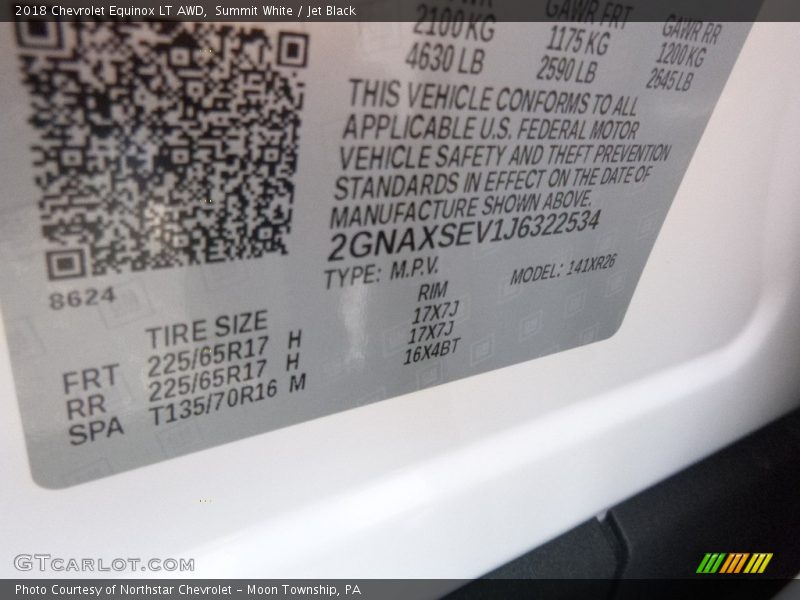 2018 Chevrolet Equinox LT AWD, Summit White / Jet Black
GAWR FRT
GAWR RR
2100 KG 1175 KG 1200 KG
4630 LB 2590 LB 2645 LB
THIS VEHICLE CONFORMS TO ALL
APPLICABLE U.S. FEDERAL MOTOR
VEHICLE SAFETY AND THEFT PREVENTION
STANDARDS IN EFFECT ON THE DATE OF
MANUFACTURE SHOWN ABOVE.
2GNAXSEV1J6322534
TYPE: M.P.V. MODEL: 141XR26
8624
TIRE SIZE RIM
FRT 225/65R17 H 17X7J
RR 225/65R17 H 17X7J
SPA T135/70R16 M 16X4BT
GTCARLOT.COM
Photo Courtesy of Northstar Chevrolet - Moon Township, PA